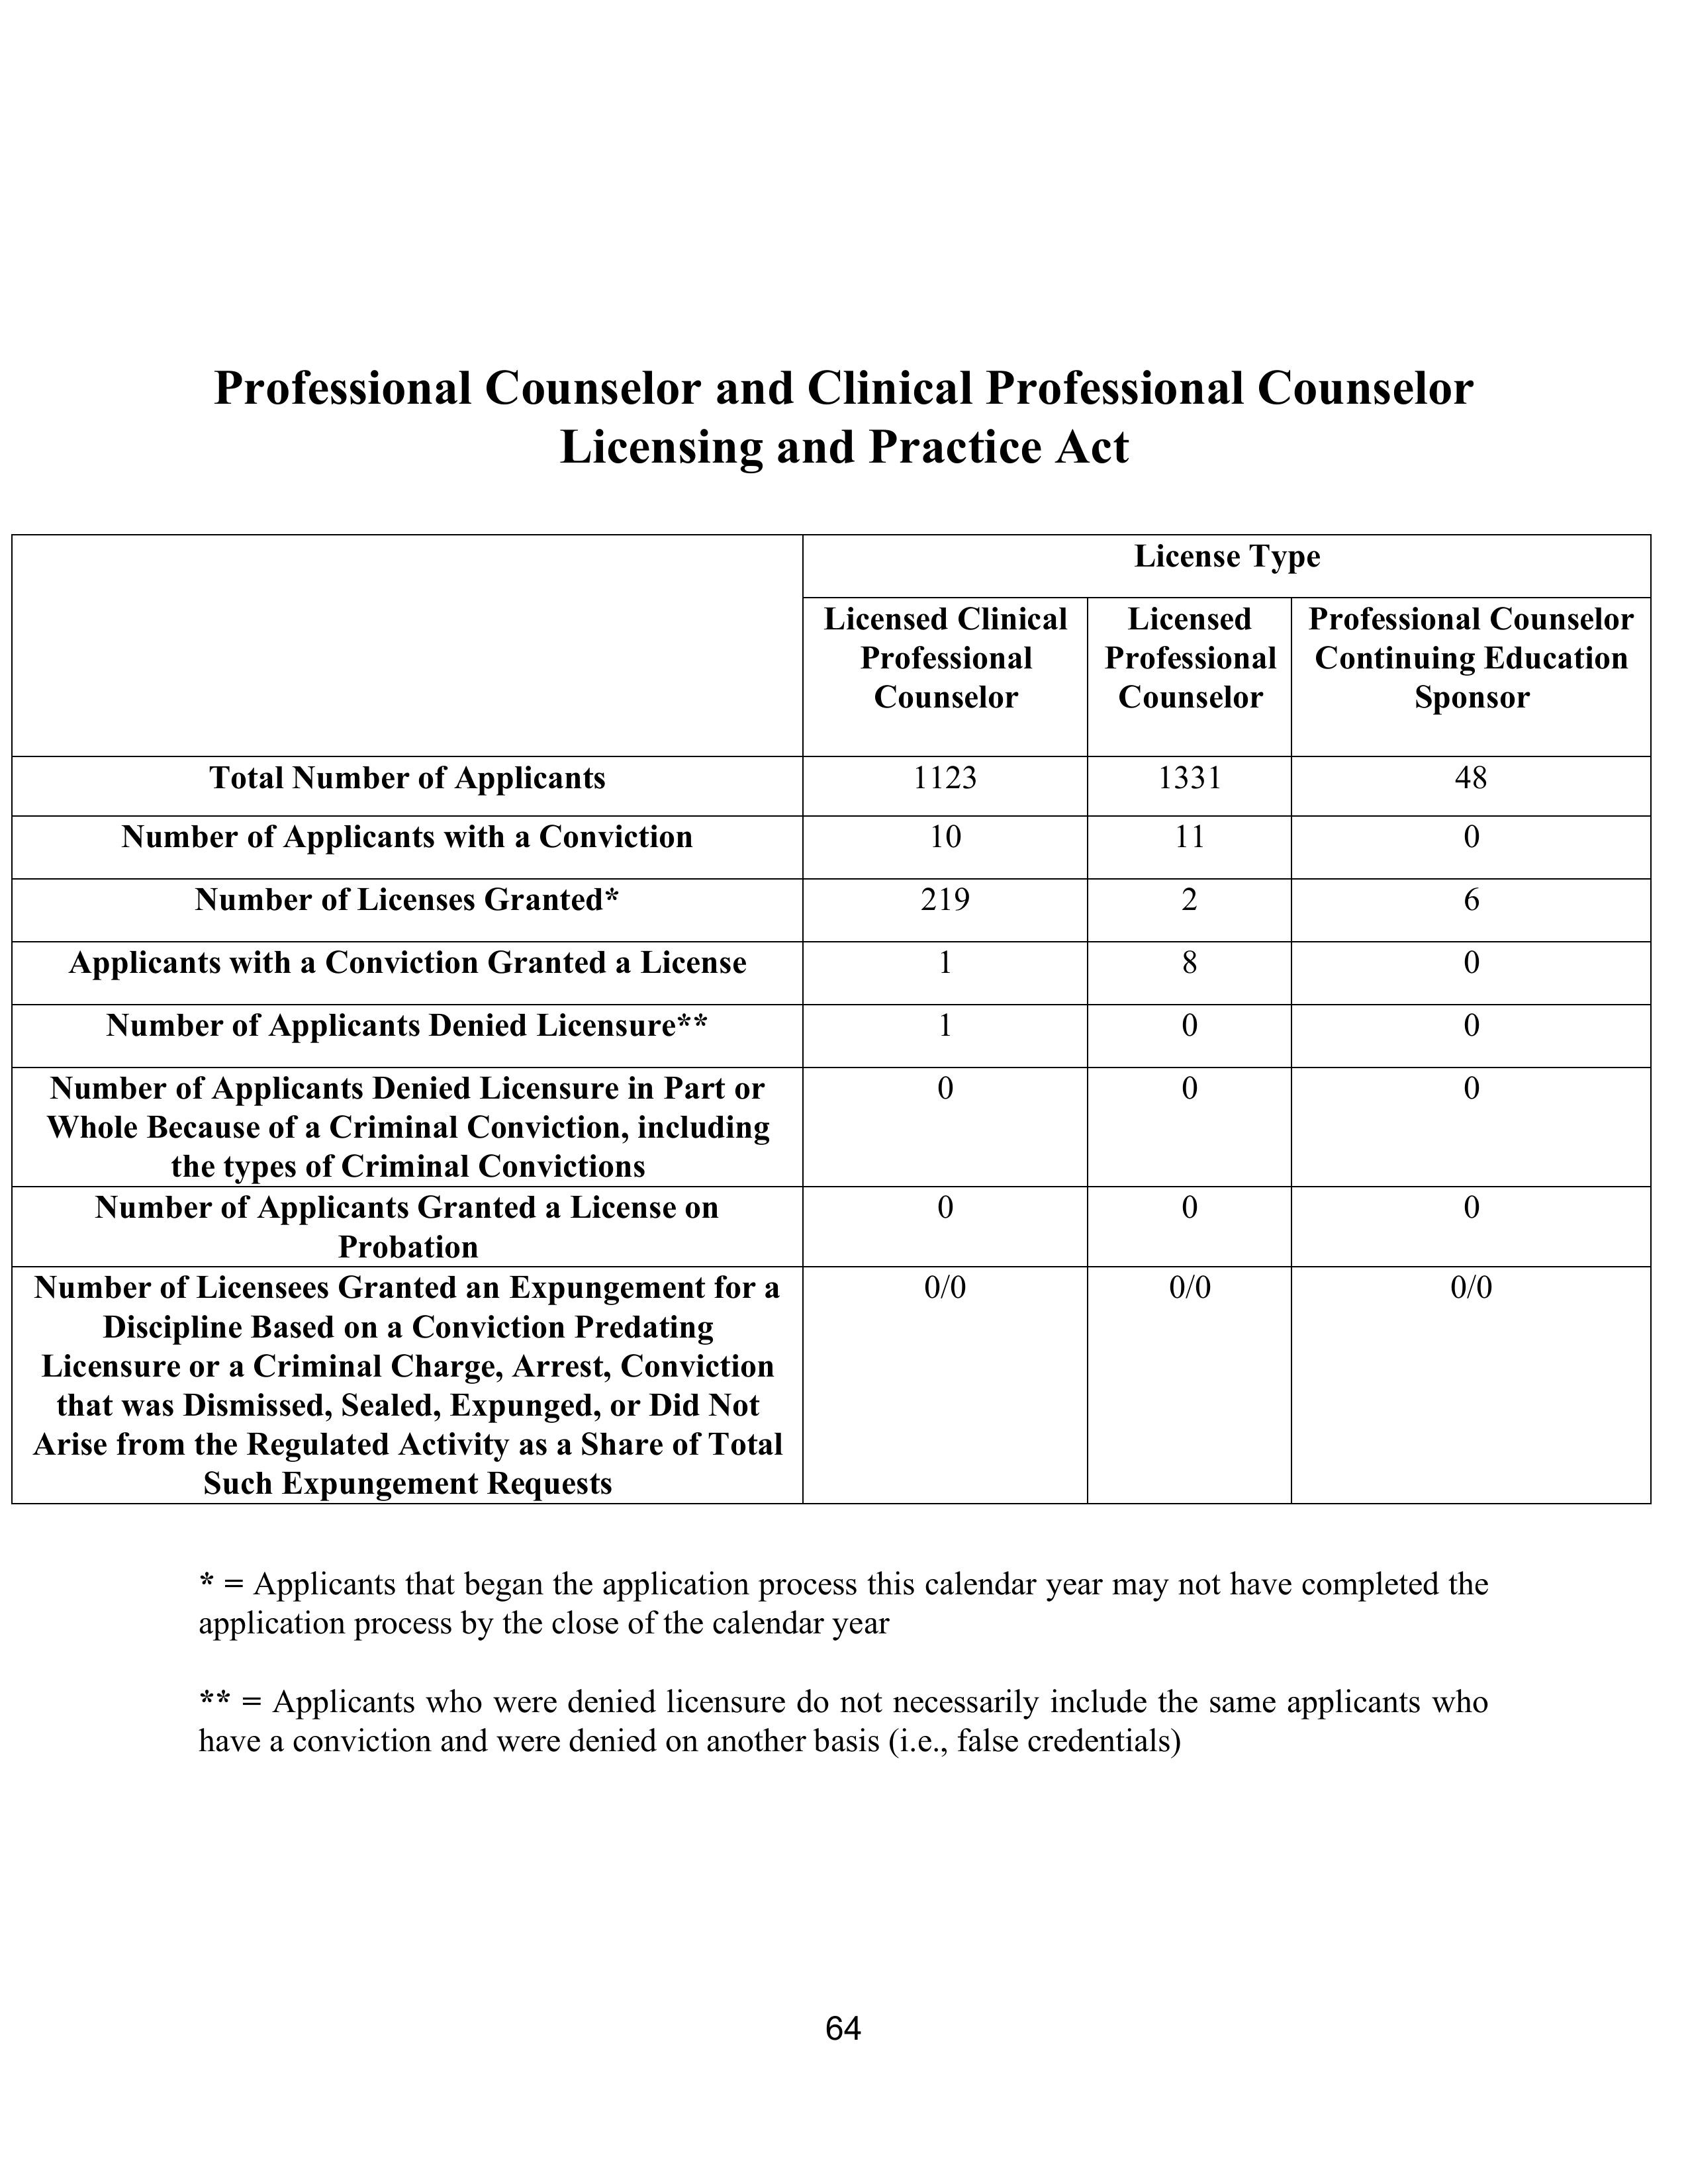 Professional Counselor and Clinical Professional Counselor
Licensing and Practice Act
License Type
Licensed Clinical
Professional
Counselor
Licensed
Professional
Counselor
Professional Counselor
Continuing Education
Sponsor
Total Number of Applicants 1123 1331 48
Number of Applicants with a Conviction 10 11 0
Number of Licenses Granted* 219 2 6
Applicants with a Conviction Granted a License 1 8 0
Number of Applicants Denied Licensure** 1 0 0
Number of Applicants Denied Licensure in Part or 0 0 0
Whole Because of a Criminal Conviction, including
the types of Criminal Convictions
Number of Applicants Granted a License on 0 0 0
Probation
Number of Licensees Granted an Expungement for a 0/0 0/0 0/0
Discipline Based on a Conviction Predating
Licensure or a Criminal Charge, Arrest, Conviction
that was Dismissed, Sealed, Expunged, or Did Not
Arise from the Regulated Activity as a Share of Total
Such Expungement Requests
* = Applicants that began the application process this calendar year may not have completed the
application process by the close of the calendar year
** = Applicants who were denied licensure do not necessarily include the same applicants who
have a conviction and were denied on another basis (i.e., false credentials)
64